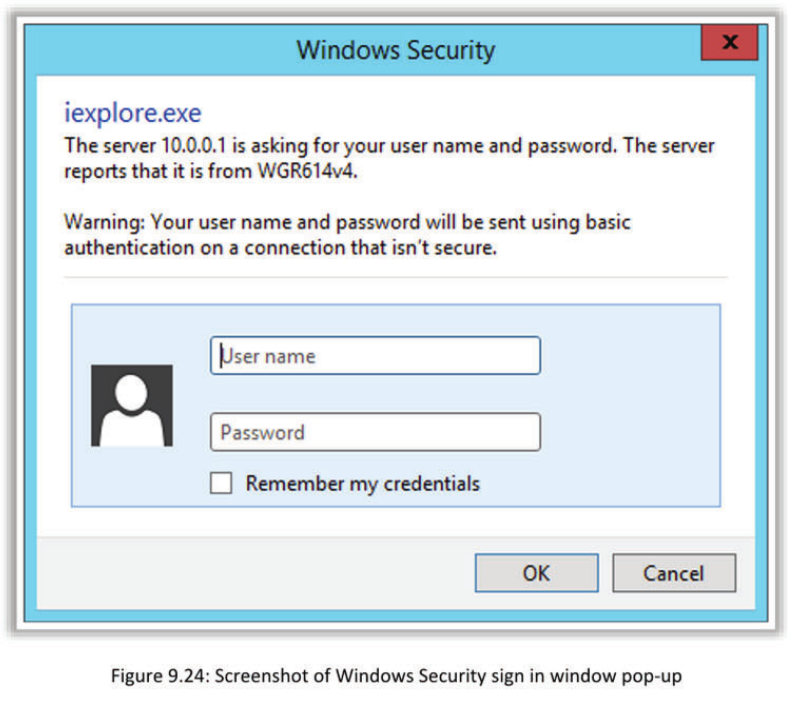 Windows Security
x
iexplore.exe
The server 10.0.0.1 is asking for your user name and password. The server
reports that it is from WGR614v4.
Warning: Your user name and password will be sent using basic
authentication on a connection that isn't secure.
User name
Password
Remember my credentials
OK
Cancel
Figure 9.24: Screenshot of Windows Security sign in window pop-up